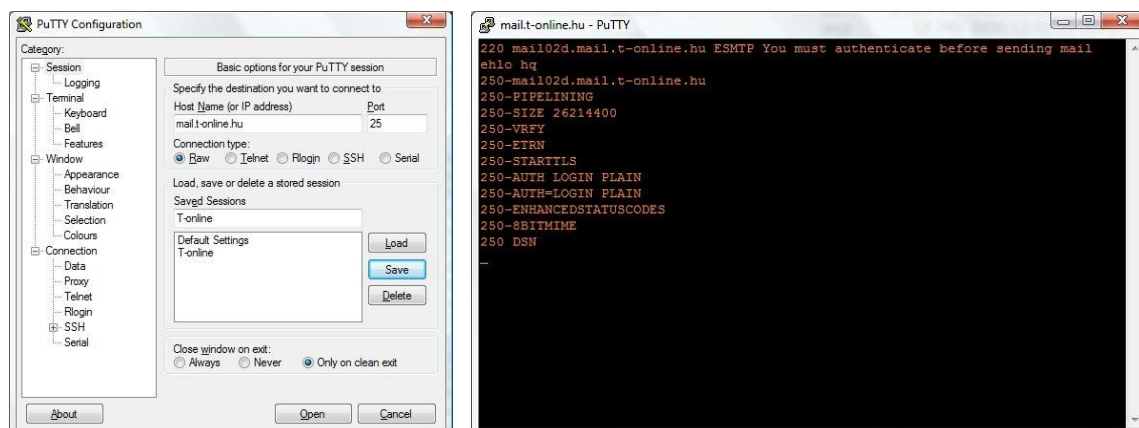 PuTTY Configuration
Category:
Session
Logging
Terminal
Keyboard
Bell
Features
Window
Appearance
Behaviour
Translation
Selection
Colours
Connection
Data
Proxy
Telnet
Rlogin
SSH
Serial
Basic options for your PuTTY session
Specify the destination you want to connect to
Host Name (or IP address) Port
mail.t-online.hu 25
Connection type:
Raw Telnet Rlogin SSH Serial
Load, save or delete a stored session
Saved Sessions
T-online
Default Settings
T-online
Load
Save
Delete
Close window on exit:
Always Never Only on clean exit
About Open Cancel
mail.t-online.hu - PuTTY
220 mail02d.mail.t-online.hu ESMTP You must authenticate before sending mail
ehlo hq
250-mail02d.mail.t-online.hu
250-PIPELINING
250-SIZE 26214400
250-VRFY
250-ETRN
250-STARTTLS
250-AUTH LOGIN PLAIN
250-AUTH=LOGIN PLAIN
250-ENHANCEDSTATUSCODES
250-8BITMIME
250 DSN